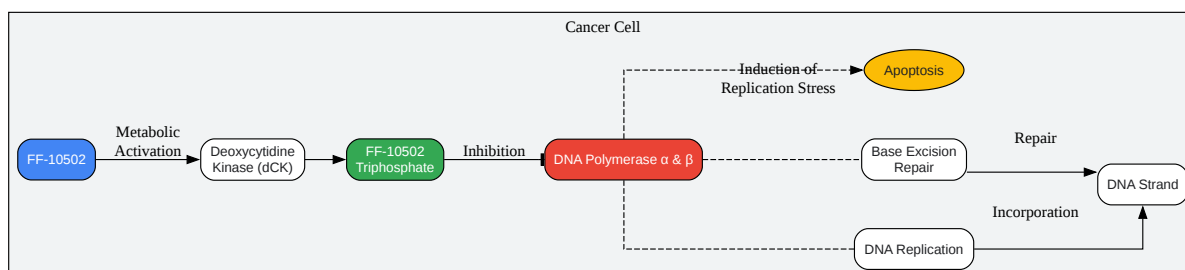 Cancer Cell
Induction of
Replication Stress
Apoptosis
Metabolic
Activation
FF-10502
Deoxycytidine
Kinase (dCK)
FF-10502
Triphosphate
Inhibition
DNA Polymerase α & β
Base Excision
Repair
Repair
DNA Strand
Incorporation
DNA Replication